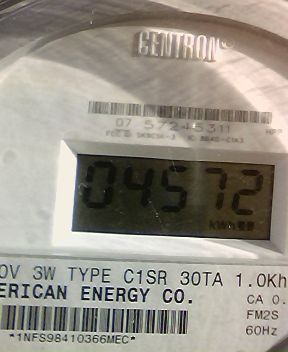 CENTRON®
07 57245311
04572
kWh
0V 3W TYPE C1SR 30TA 1.0Kh
ERICAN ENERGY CO.
CA 0.
FM2S
*1NFS98410366MEC*
60Hz